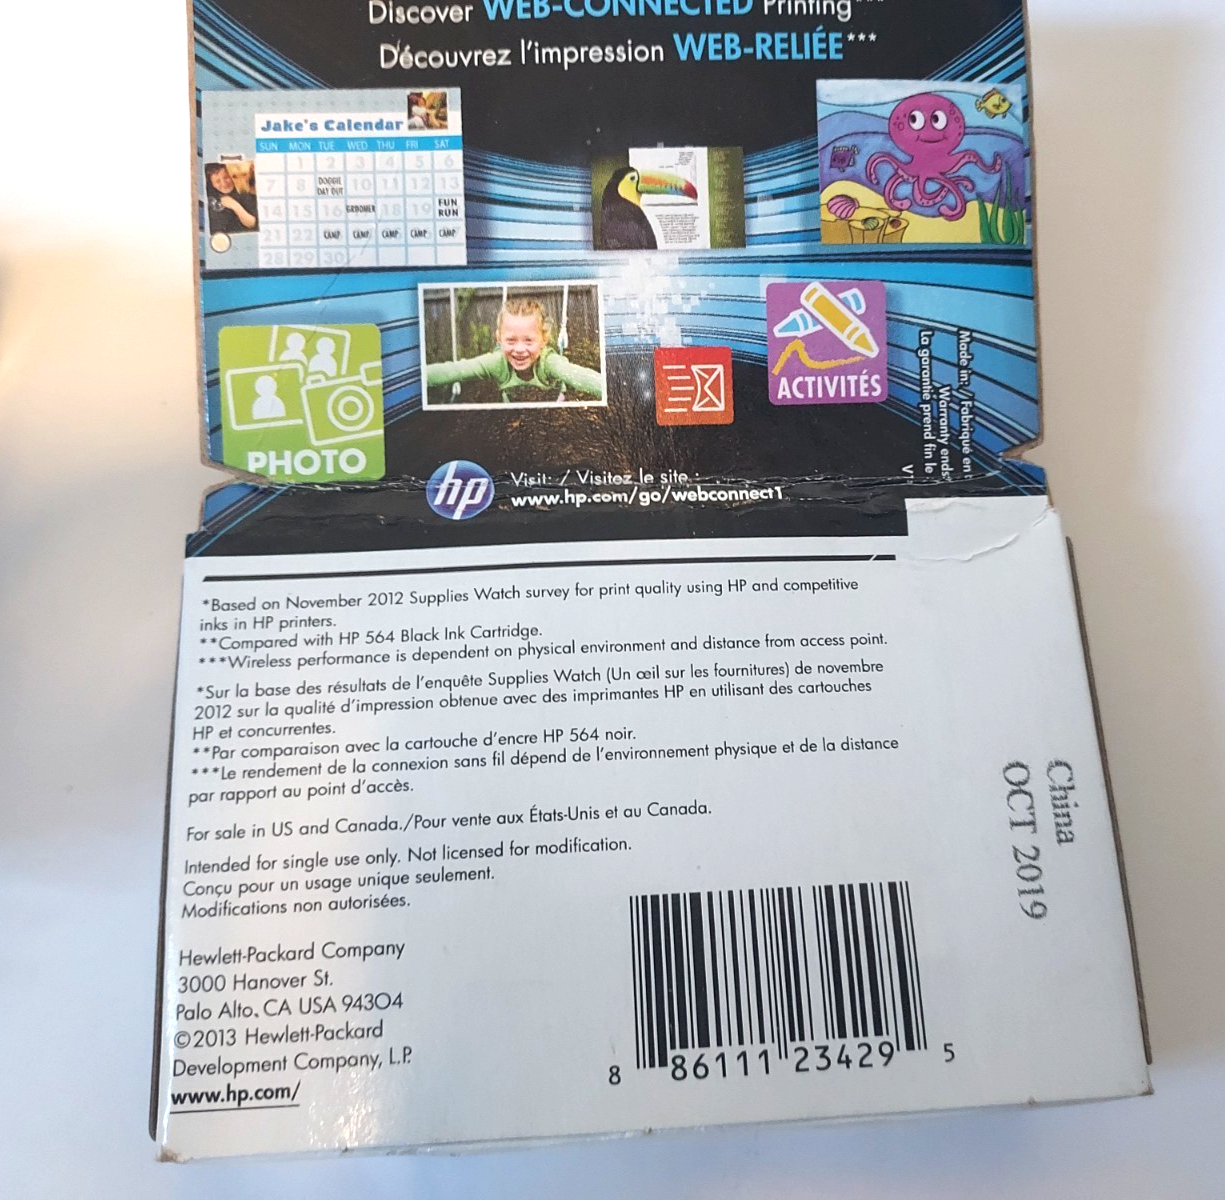 Discover WEB-CONNECTED Printing***
Découvrez l'impression WEB-RELIÉE***
Jake's Calendar
SUN MON TUE WED THU FRI SAT
1 2 3 4 5 6
7 8 DOGGIE DAY OUT 10 11 12 13
14 15 16 GROOMER 18 19 FUN RUN
21 22 CAMP CAMP CAMP CAMP CAMP
28 29 30
PHOTO
ACTIVITÉS
Made in: / Fabriqué en
Warranty ends
La garantie prend fin le
hp
Visit: / Visitez le site :
www.hp.com/go/webconnect1
*Based on November 2012 Supplies Watch survey for print quality using HP and competitive
inks in HP printers.
**Compared with HP 564 Black Ink Cartridge.
***Wireless performance is dependent on physical environment and distance from access point.
*Sur la base des résultats de l'enquête Supplies Watch (Un œil sur les fournitures) de novembre
2012 sur la qualité d'impression obtenue avec des imprimantes HP en utilisant des cartouches
HP et concurrentes.
**Par comparaison avec la cartouche d'encre HP 564 noir.
***Le rendement de la connexion sans fil dépend de l'environnement physique et de la distance
par rapport au point d'accès.
For sale in US and Canada./Pour vente aux États-Unis et au Canada.
Intended for single use only. Not licensed for modification.
Conçu pour un usage unique seulement.
Modifications non autorisées.
Hewlett-Packard Company
3000 Hanover St.
Palo Alto, CA USA 94304
©2013 Hewlett-Packard
Development Company, L.P.
www.hp.com/
China
OCT 2019
8 86111 23429 5